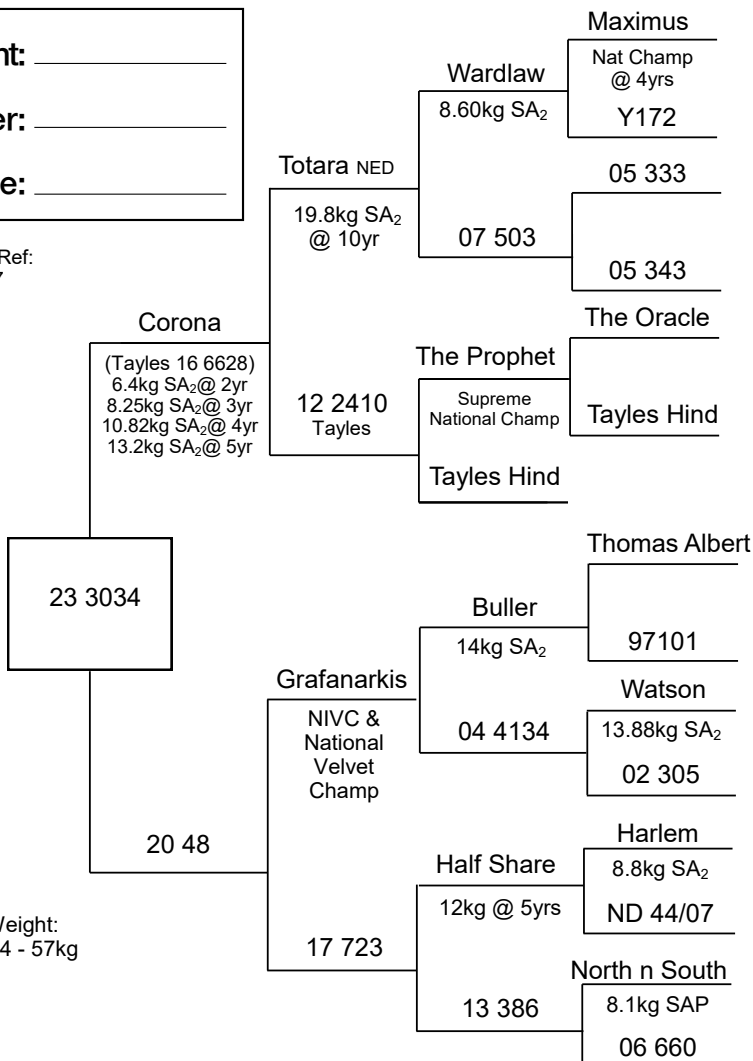 nt:
er:
e:
Ref:
Corona
(Tayles 16 6628)
6.4kg SA₂@ 2yr
8.25kg SA₂@ 3yr
10.82kg SA₂@ 4yr
13.2kg SA₂@ 5yr
Totara NED
19.8kg SA₂
@ 10yr
12 2410
Tayles
Wardlaw
8.60kg SA₂
07 503
Maximus
Nat Champ
@ 4yrs
Y172
05 333
05 343
The Prophet
Supreme
National Champ
Tayles Hind
The Oracle
Tayles Hind
23 3034
20 48
Grafanarkis
NIVC &
National
Velvet
Champ
17 723
Buller
14kg SA₂
04 4134
Thomas Albert
97101
Watson
13.88kg SA₂
02 305
Half Share
12kg @ 5yrs
13 386
Harlem
8.8kg SA₂
ND 44/07
North n South
8.1kg SAP
06 660
Weight:
4 - 57kg